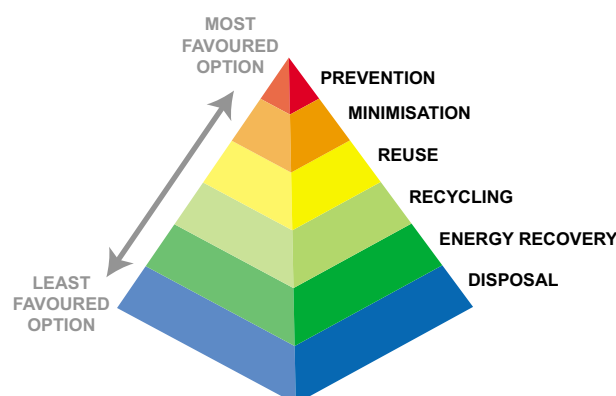 MOST
FAVOURED
OPTION
PREVENTION
MINIMISATION
REUSE
RECYCLING
ENERGY RECOVERY
DISPOSAL
LEAST
FAVOURED
OPTION